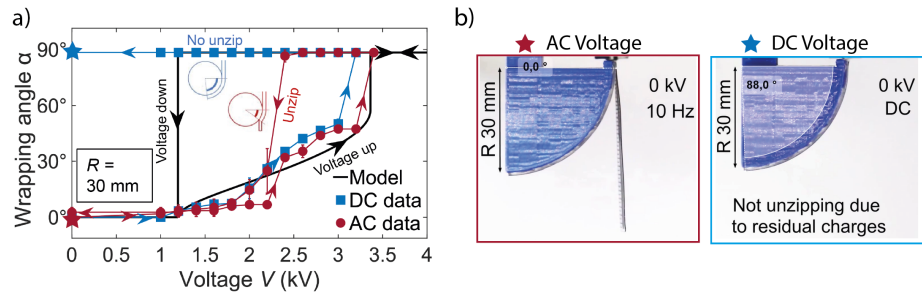 a)
Wrapping angle α
90°
60°
30°
0°
No unzip
Voltage down
Unzip
Voltage up
R =
30 mm
Model
DC data
AC data
0
0.5
1
1.5
2
2.5
3
3.5
4
Voltage V (kV)
b)
AC Voltage
0,0 °
R 30 mm
0 kV
10 Hz
DC Voltage
88,0 °
R 30 mm
0 kV
DC
Not unzipping due
to residual charges